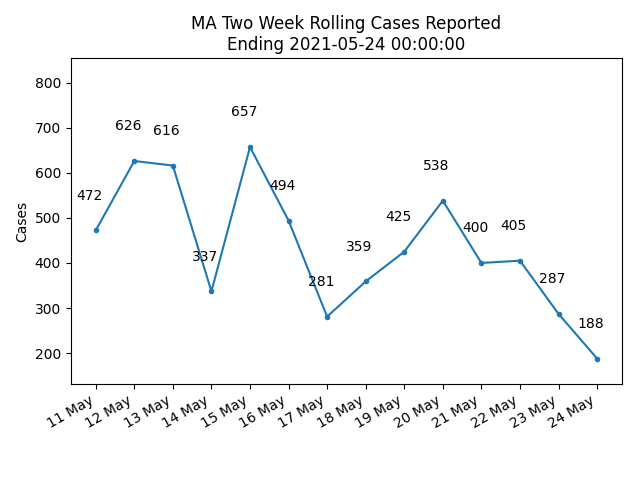 MA Two Week Rolling Cases Reported
Ending 2021-05-24 00:00:00
800
700
600
500
400
300
200
Cases
472
626
616
337
657
494
281
359
425
538
400
405
287
188
11 May
12 May
13 May
14 May
15 May
16 May
17 May
18 May
19 May
20 May
21 May
22 May
23 May
24 May